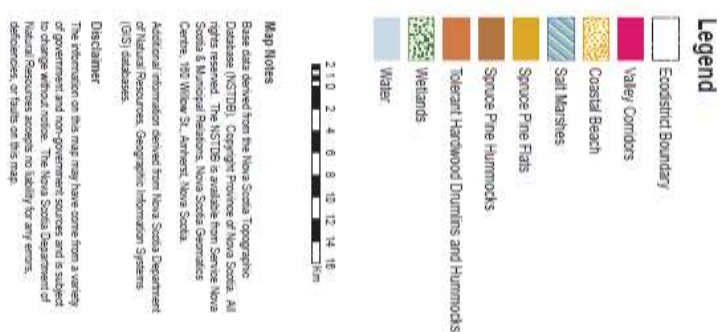 Legend
Ecodistrict Boundary
Valley Corridors
Coastal Beach
Salt Marshes
Spruce Pine Flats
Spruce Pine Hummocks
Tolerant Hardwood Drumlins and Hummocks
Wetlands
Water
2 1 0 2 4 6 8 10 12 14 16
Km
Map Notes
Base data derived from the Nova Scotia Topographic
Database (NSTDB). Copyright Province of Nova Scotia. All
rights reserved. The NSTDB is available from Service Nova
Scotia & Municipal Relations, Nova Scotia Geomatics
Centre, 160 Willow St., Amherst, Nova Scotia.
Additional information derived from Nova Scotia Department
of Natural Resources, Geographic Information Systems
(GIS) databases.
Disclaimer
The information on this map may have come from a variety
of government and non-government sources and is subject
to change without notice. The Nova Scotia Department of
Natural Resources accepts no liability for any errors,
deficiencies, or faults on this map.